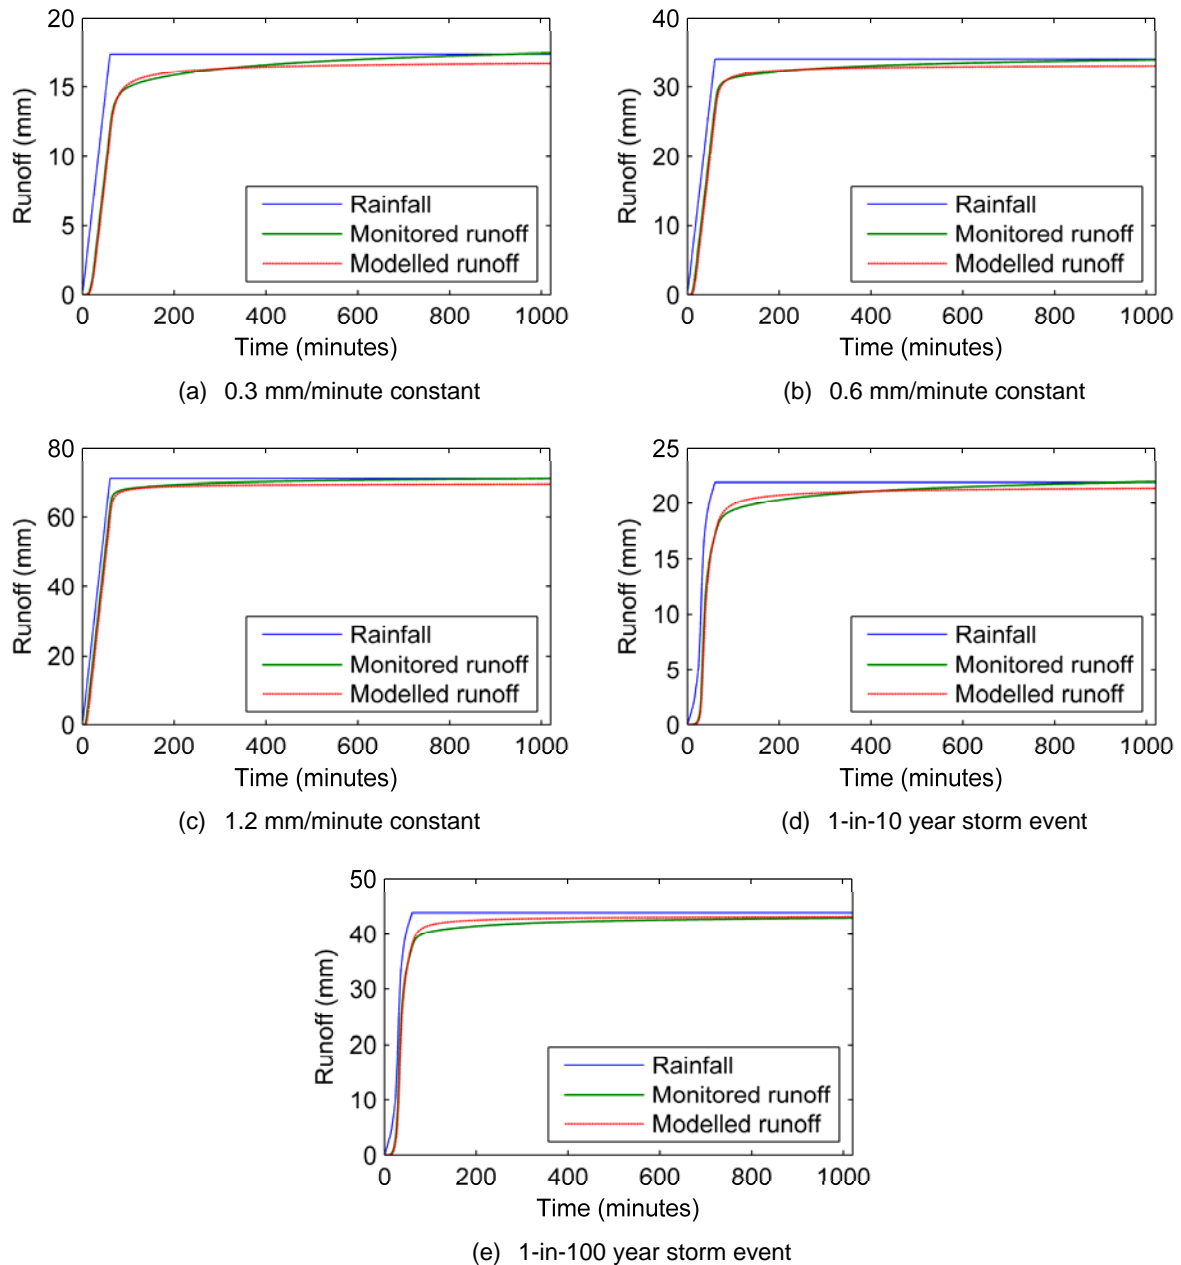 20
15
10
5
0
Runoff (mm)
Rainfall
Monitored runoff
Modelled runoff
0 200 400 600 800 1000
Time (minutes)
(a) 0.3 mm/minute constant
40
30
20
10
0
Runoff (mm)
Rainfall
Monitored runoff
Modelled runoff
0 200 400 600 800 1000
Time (minutes)
(b) 0.6 mm/minute constant
80
60
40
20
0
Runoff (mm)
Rainfall
Monitored runoff
Modelled runoff
0 200 400 600 800 1000
Time (minutes)
(c) 1.2 mm/minute constant
25
20
15
10
5
0
Runoff (mm)
Rainfall
Monitored runoff
Modelled runoff
0 200 400 600 800 1000
Time (minutes)
(d) 1-in-10 year storm event
50
40
30
20
10
0
Runoff (mm)
Rainfall
Monitored runoff
Modelled runoff
0 200 400 600 800 1000
Time (minutes)
(e) 1-in-100 year storm event